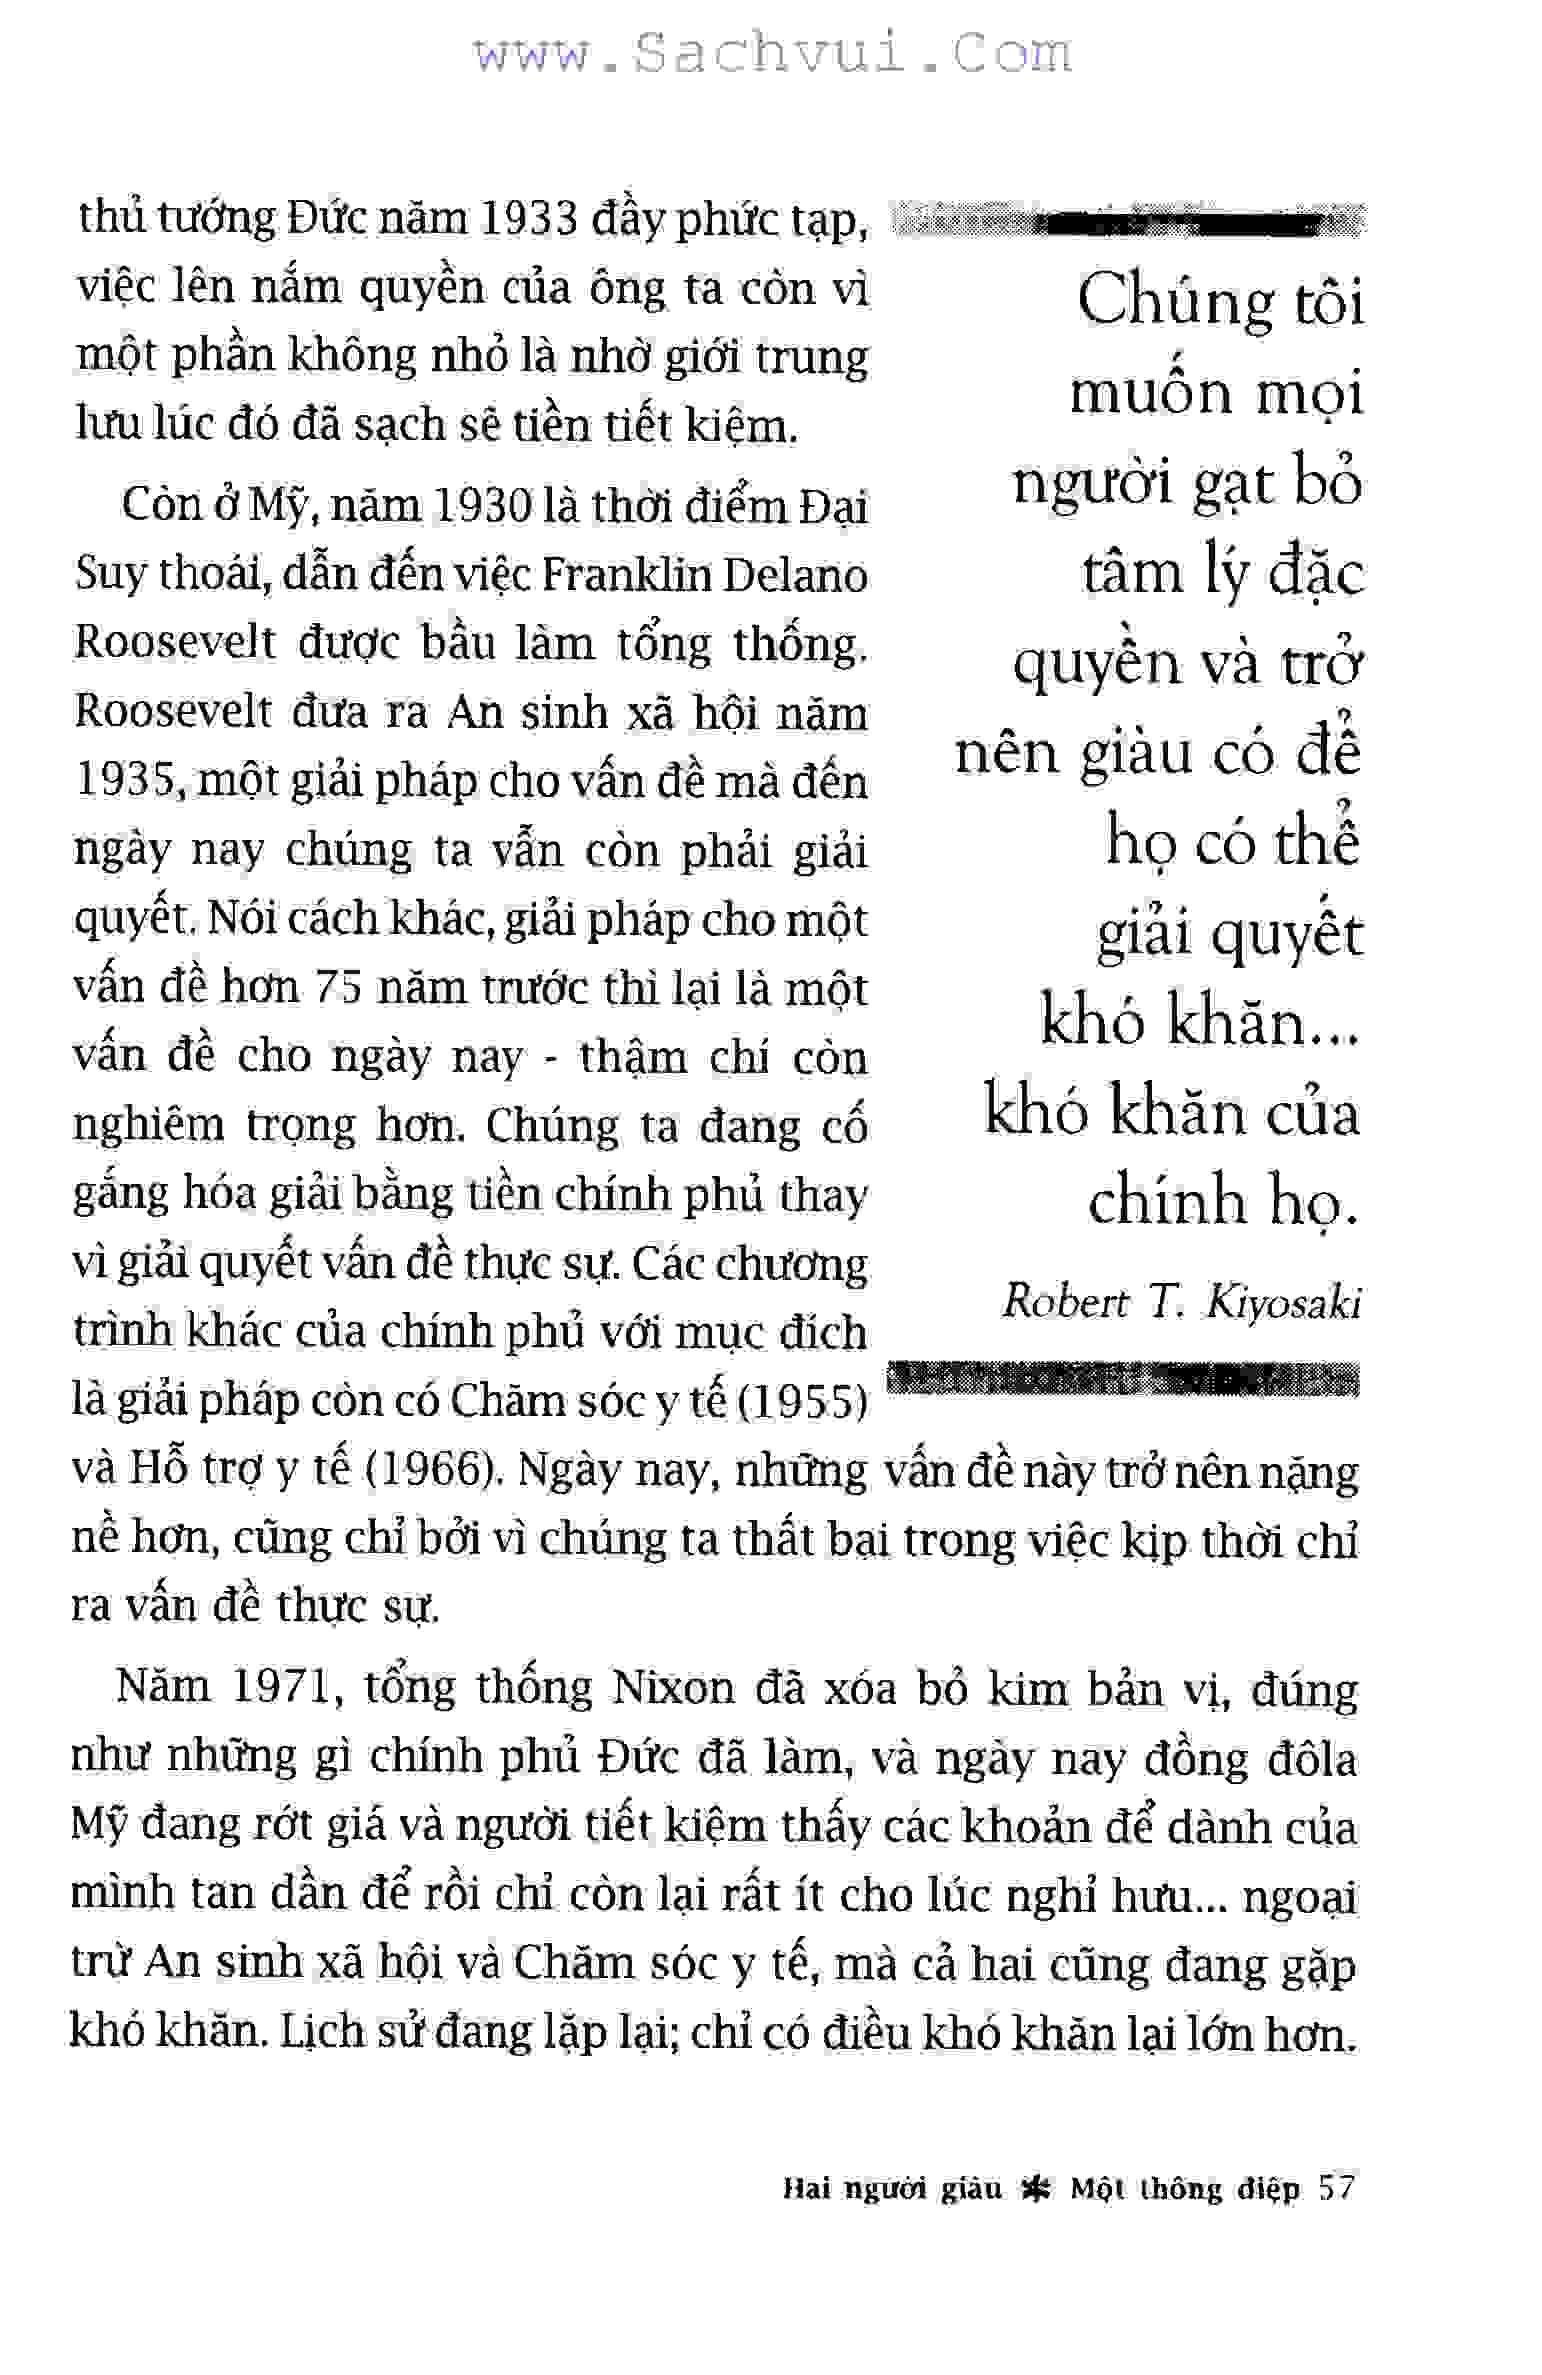 www.Sachvui.Com
thủ tướng Đức năm 1933 đầy phức tạp,
việc lên nắm quyền của ông ta còn vì
một phần không nhỏ là nhờ giới trung
lưu lúc đó đã sạch sẽ tiền tiết kiệm.
Còn ở Mỹ, năm 1930 là thời điểm Đại
Suy thoái, dẫn đến việc Franklin Delano
Roosevelt được bầu làm tổng thống.
Roosevelt đưa ra An sinh xã hội năm
1935, một giải pháp cho vấn đề mà đến
ngày nay chúng ta vẫn còn phải giải
quyết. Nói cách khác, giải pháp cho một
vấn đề hơn 75 năm trước thì lại là một
vấn đề cho ngày nay - thậm chí còn
nghiêm trọng hơn. Chúng ta đang cố
gắng hóa giải bằng tiền chính phủ thay
vì giải quyết vấn đề thực sự. Các chương
trình khác của chính phủ với mục đích
là giải pháp còn có Chăm sóc y tế (1955)
và Hỗ trợ y tế (1966). Ngày nay, những vấn đề này trở nên nặng
nề hơn, cũng chỉ bởi vì chúng ta thất bại trong việc kịp thời chỉ
ra vấn đề thực sự.
Năm 1971, tổng thống Nixon đã xóa bỏ kim bản vị, đúng
như những gì chính phủ Đức đã làm, và ngày nay đồng đôla
Mỹ đang rớt giá và người tiết kiệm thấy các khoản để dành của
mình tan dần để rồi chỉ còn lại rất ít cho lúc nghỉ hưu... ngoại
trừ An sinh xã hội và Chăm sóc y tế, mà cả hai cũng đang gặp
khó khăn. Lịch sử đang lặp lại; chỉ có điều khó khăn lại lớn hơn.
Chúng tôi
muốn mọi
người gạt bỏ
tâm lý đặc
quyền và trở
nên giàu có để
họ có thể
giải quyết
khó khăn...
khó khăn của
chính họ.
Robert T. Kiyosaki
Hai người giàu * Một thông điệp 57